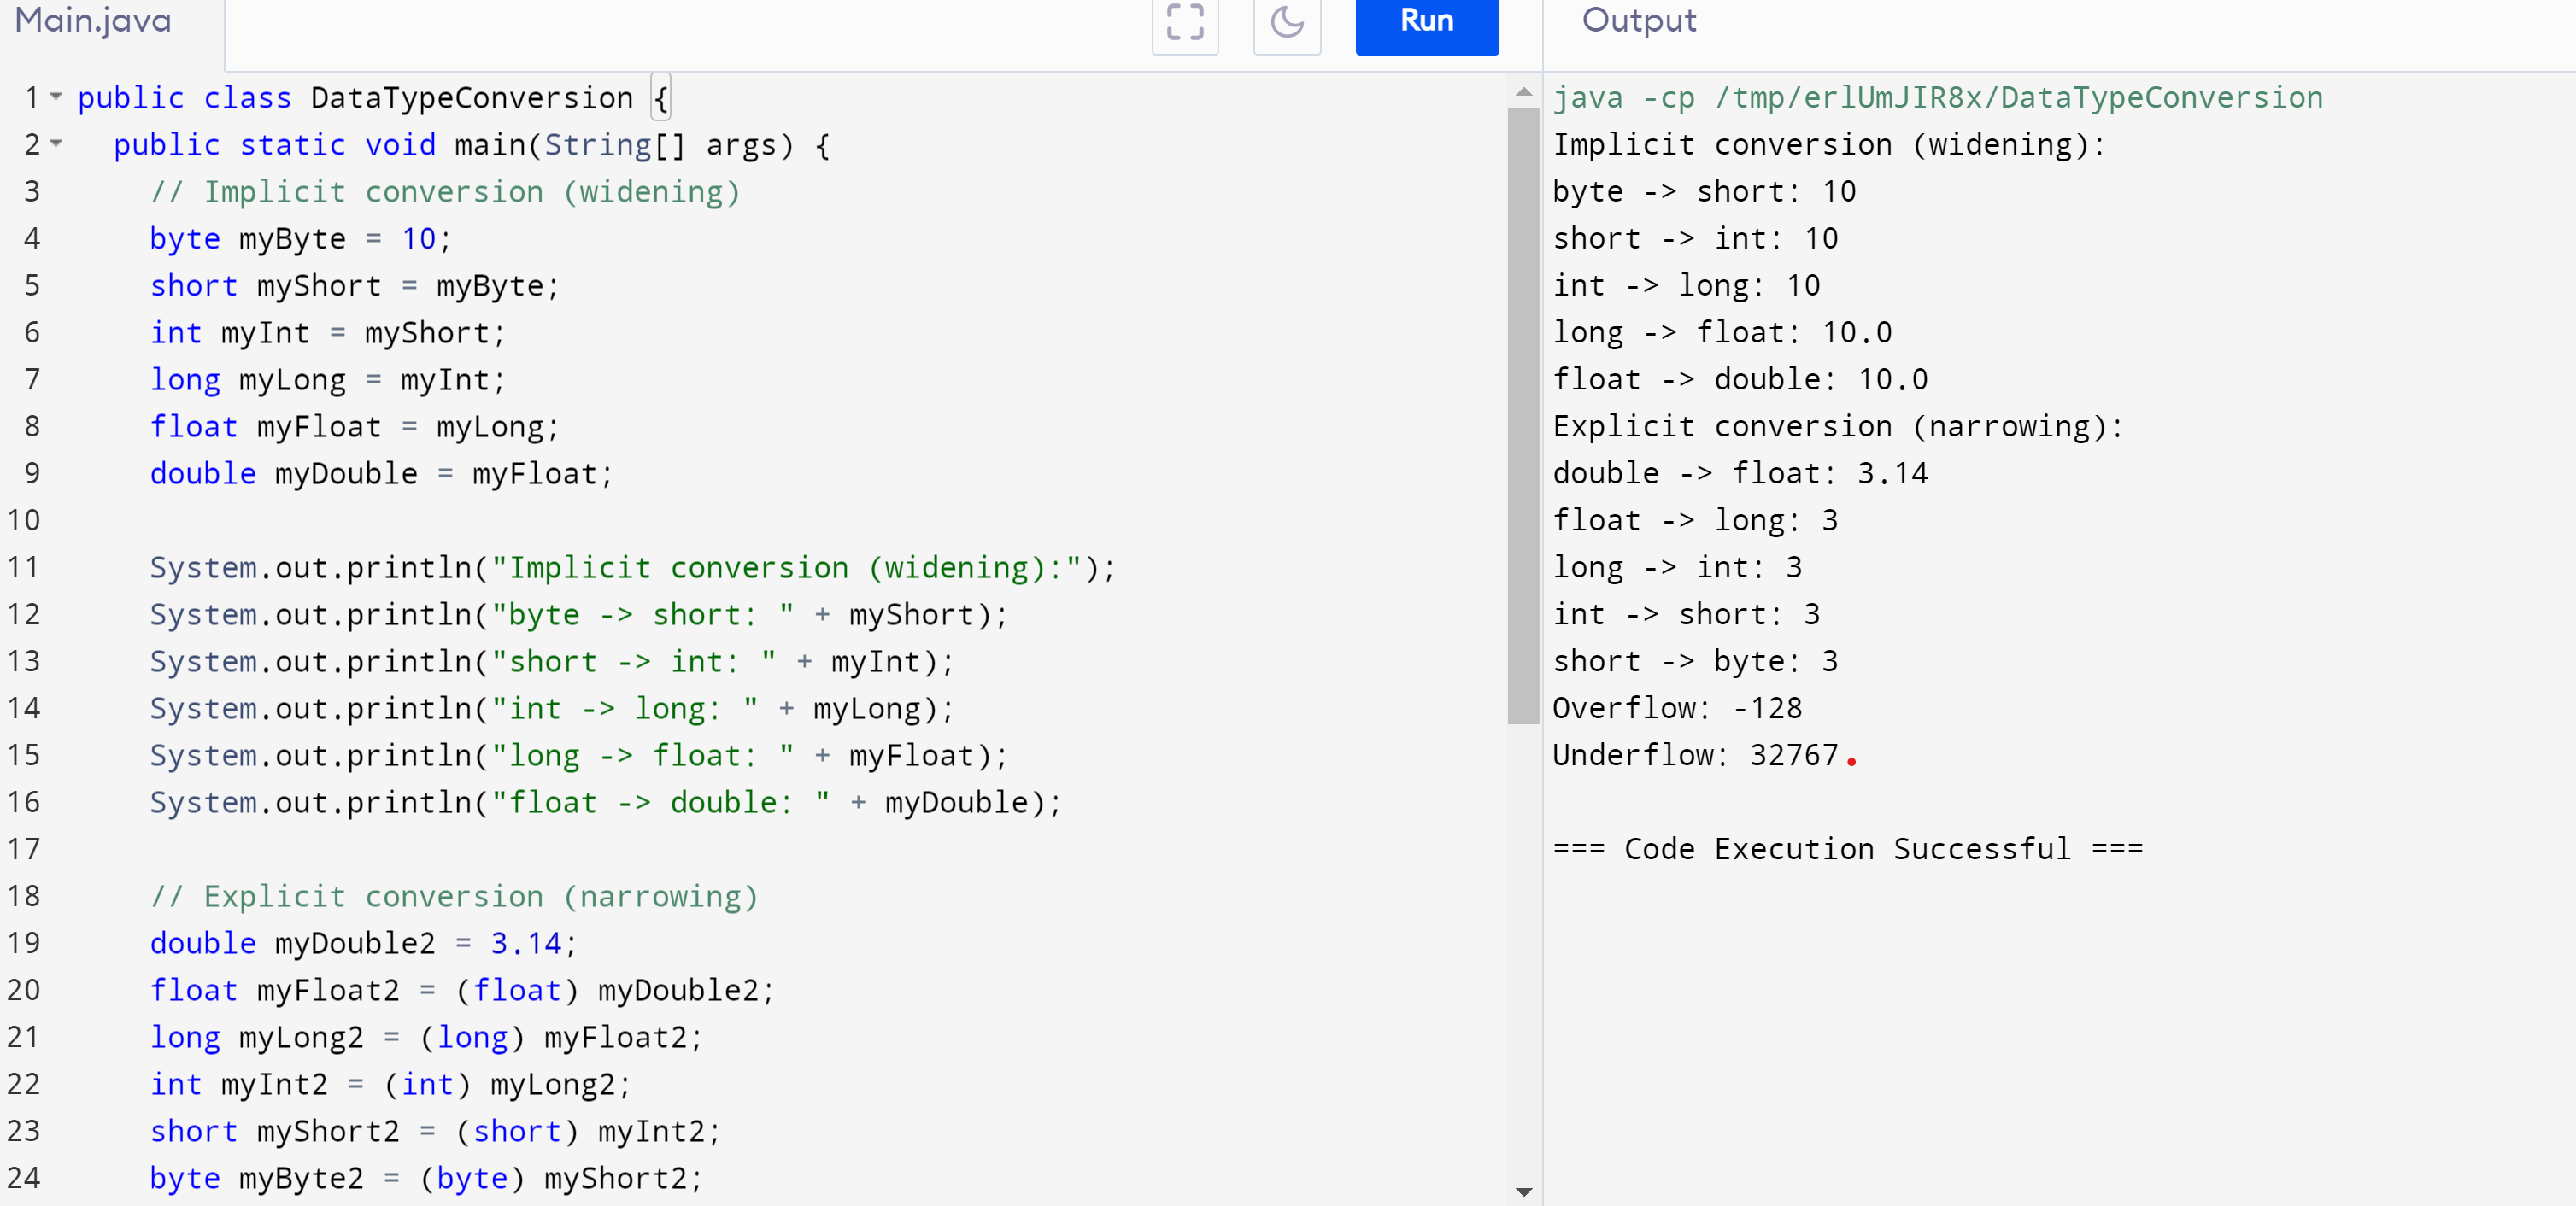 Main.java
Run
Output
1 public class DataTypeConversion {
2   public static void main(String[] args) {
3     // Implicit conversion (widening)
4     byte myByte = 10;
5     short myShort = myByte;
6     int myInt = myShort;
7     long myLong = myInt;
8     float myFloat = myLong;
9     double myDouble = myFloat;
10
11     System.out.println("Implicit conversion (widening):");
12     System.out.println("byte -> short: " + myShort);
13     System.out.println("short -> int: " + myInt);
14     System.out.println("int -> long: " + myLong);
15     System.out.println("long -> float: " + myFloat);
16     System.out.println("float -> double: " + myDouble);
17
18     // Explicit conversion (narrowing)
19     double myDouble2 = 3.14;
20     float myFloat2 = (float) myDouble2;
21     long myLong2 = (long) myFloat2;
22     int myInt2 = (int) myLong2;
23     short myShort2 = (short) myInt2;
24     byte myByte2 = (byte) myShort2;
java -cp /tmp/erlUmJIR8x/DataTypeConversion
Implicit conversion (widening):
byte -> short: 10
short -> int: 10
int -> long: 10
long -> float: 10.0
float -> double: 10.0
Explicit conversion (narrowing):
double -> float: 3.14
float -> long: 3
long -> int: 3
int -> short: 3
short -> byte: 3
Overflow: -128
Underflow: 32767.
=== Code Execution Successful ===